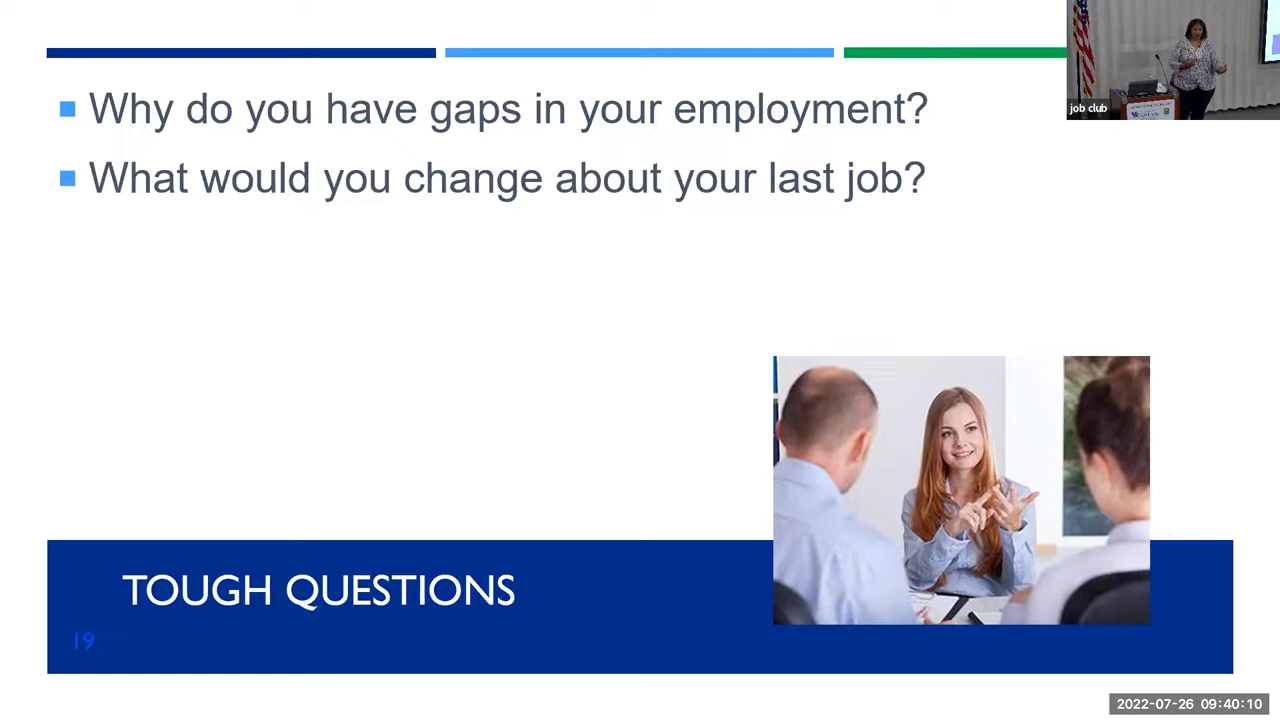 Why do you have gaps in your employment?
What would you change about your last job?
job club
TOUGH QUESTIONS
19
2022-07-26 09:40:10